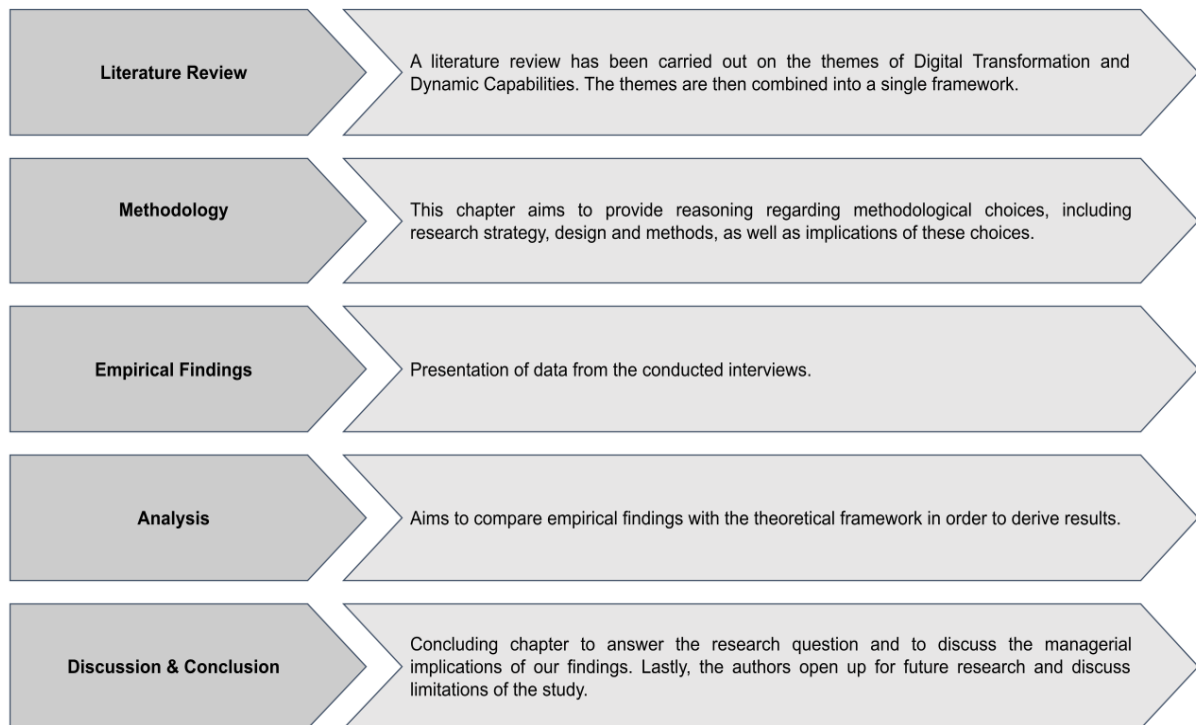 Literature Review
A literature review has been carried out on the themes of Digital Transformation and
Dynamic Capabilities. The themes are then combined into a single framework.
Methodology
This chapter aims to provide reasoning regarding methodological choices, including
research strategy, design and methods, as well as implications of these choices.
Empirical Findings
Presentation of data from the conducted interviews.
Analysis
Aims to compare empirical findings with the theoretical framework in order to derive results.
Discussion & Conclusion
Concluding chapter to answer the research question and to discuss the managerial
implications of our findings. Lastly, the authors open up for future research and discuss
limitations of the study.